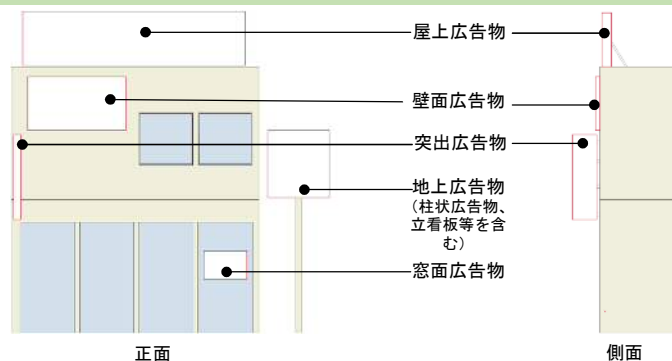 屋上広告物
壁面広告物
突出広告物
地上広告物
（柱状広告物、
立看板等を含
む）
窓面広告物
正面
側面